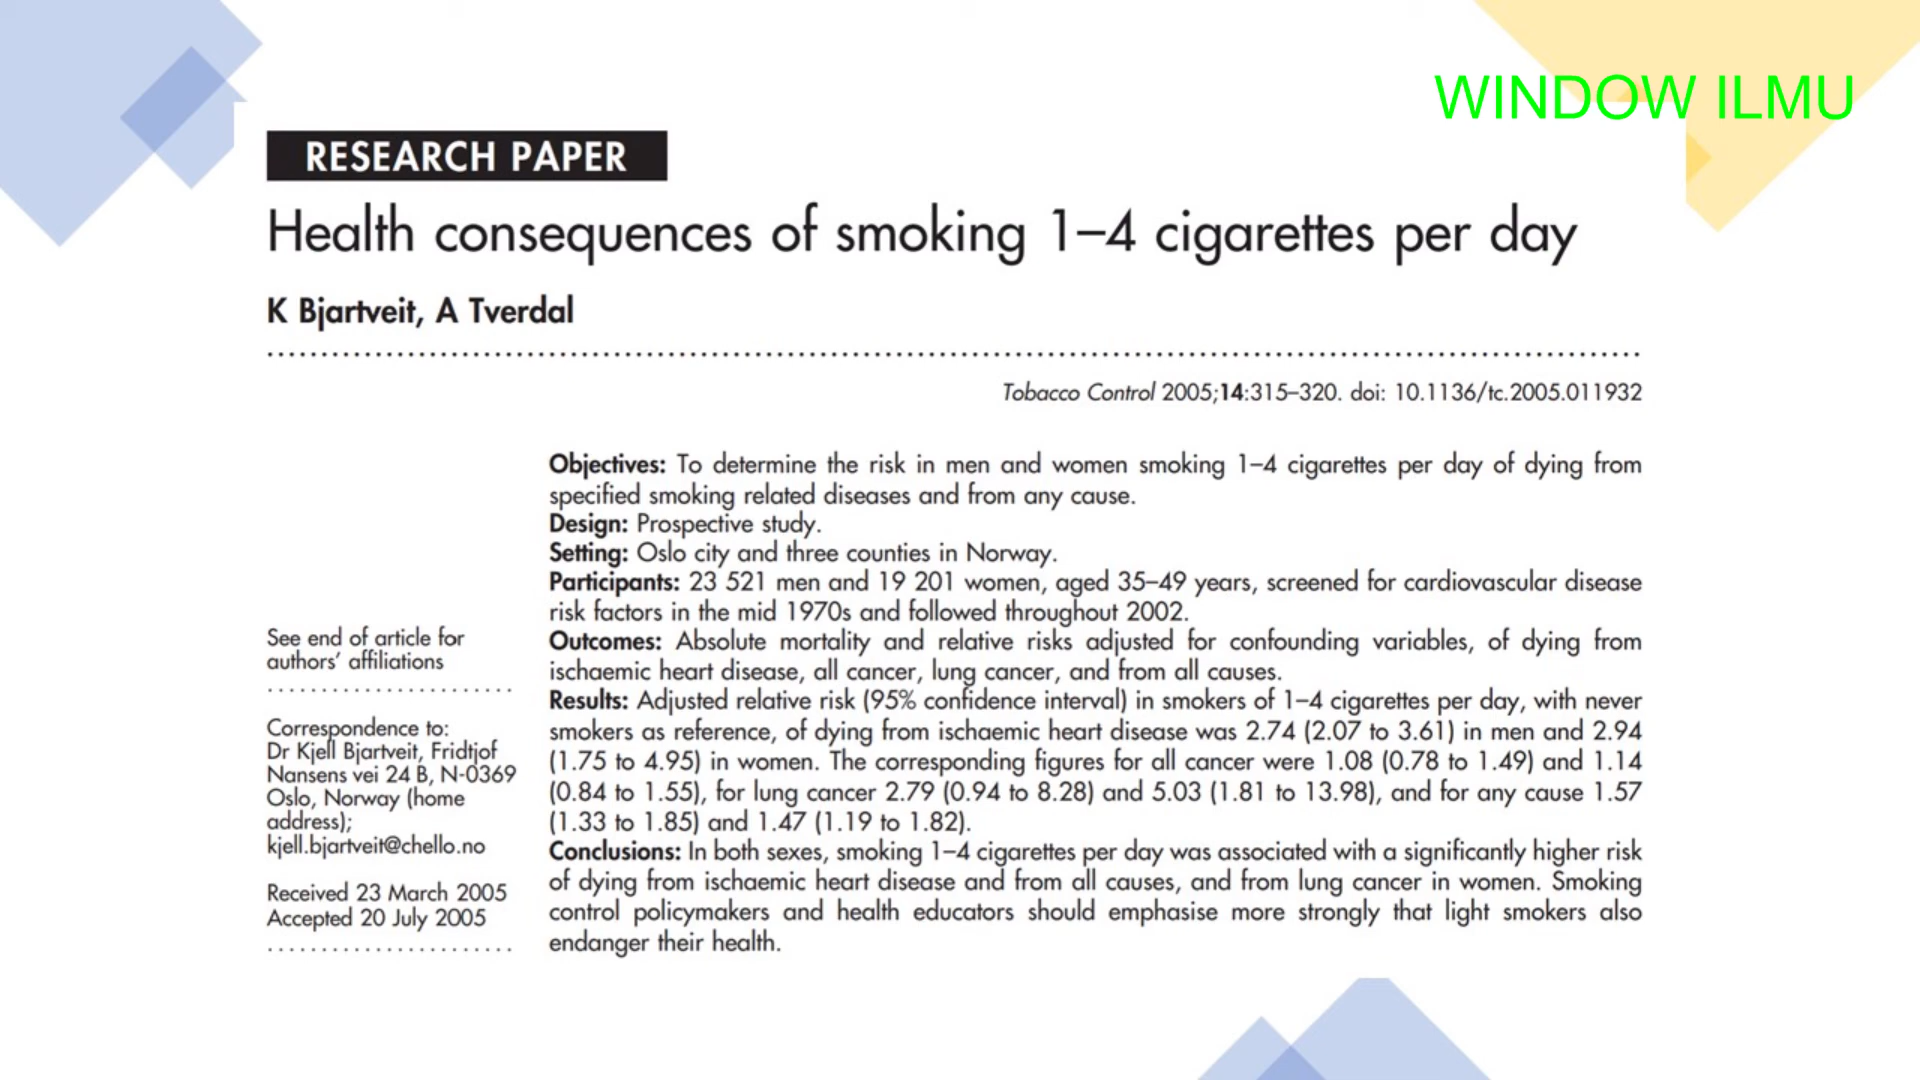 WINDOW ILMU
RESEARCH PAPER
Health consequences of smoking 1–4 cigarettes per day
K Bjartveit, A Tverdal
Tobacco Control 2005;14:315–320. doi: 10.1136/tc.2005.011932
Objectives: To determine the risk in men and women smoking 1–4 cigarettes per day of dying from
specified smoking related diseases and from any cause.
Design: Prospective study.
Setting: Oslo city and three counties in Norway.
Participants: 23 521 men and 19 201 women, aged 35–49 years, screened for cardiovascular disease
risk factors in the mid 1970s and followed throughout 2002.
Outcomes: Absolute mortality and relative risks adjusted for confounding variables, of dying from
ischaemic heart disease, all cancer, lung cancer, and from all causes.
Results: Adjusted relative risk (95% confidence interval) in smokers of 1–4 cigarettes per day, with never
smokers as reference, of dying from ischaemic heart disease was 2.74 (2.07 to 3.61) in men and 2.94
(1.75 to 4.95) in women. The corresponding figures for all cancer were 1.08 (0.78 to 1.49) and 1.14
(0.84 to 1.55), for lung cancer 2.79 (0.94 to 8.28) and 5.03 (1.81 to 13.98), and for any cause 1.57
(1.33 to 1.85) and 1.47 (1.19 to 1.82).
Conclusions: In both sexes, smoking 1–4 cigarettes per day was associated with a significantly higher risk
of dying from ischaemic heart disease and from all causes, and from lung cancer in women. Smoking
control policymakers and health educators should emphasise more strongly that light smokers also
endanger their health.
See end of article for
authors’ affiliations
Correspondence to:
Dr Kjell Bjartveit, Fridtjof
Nansens vei 24 B, N-0369
Oslo, Norway (home
address);
kjell.bjartveit@chello.no
Received 23 March 2005
Accepted 20 July 2005